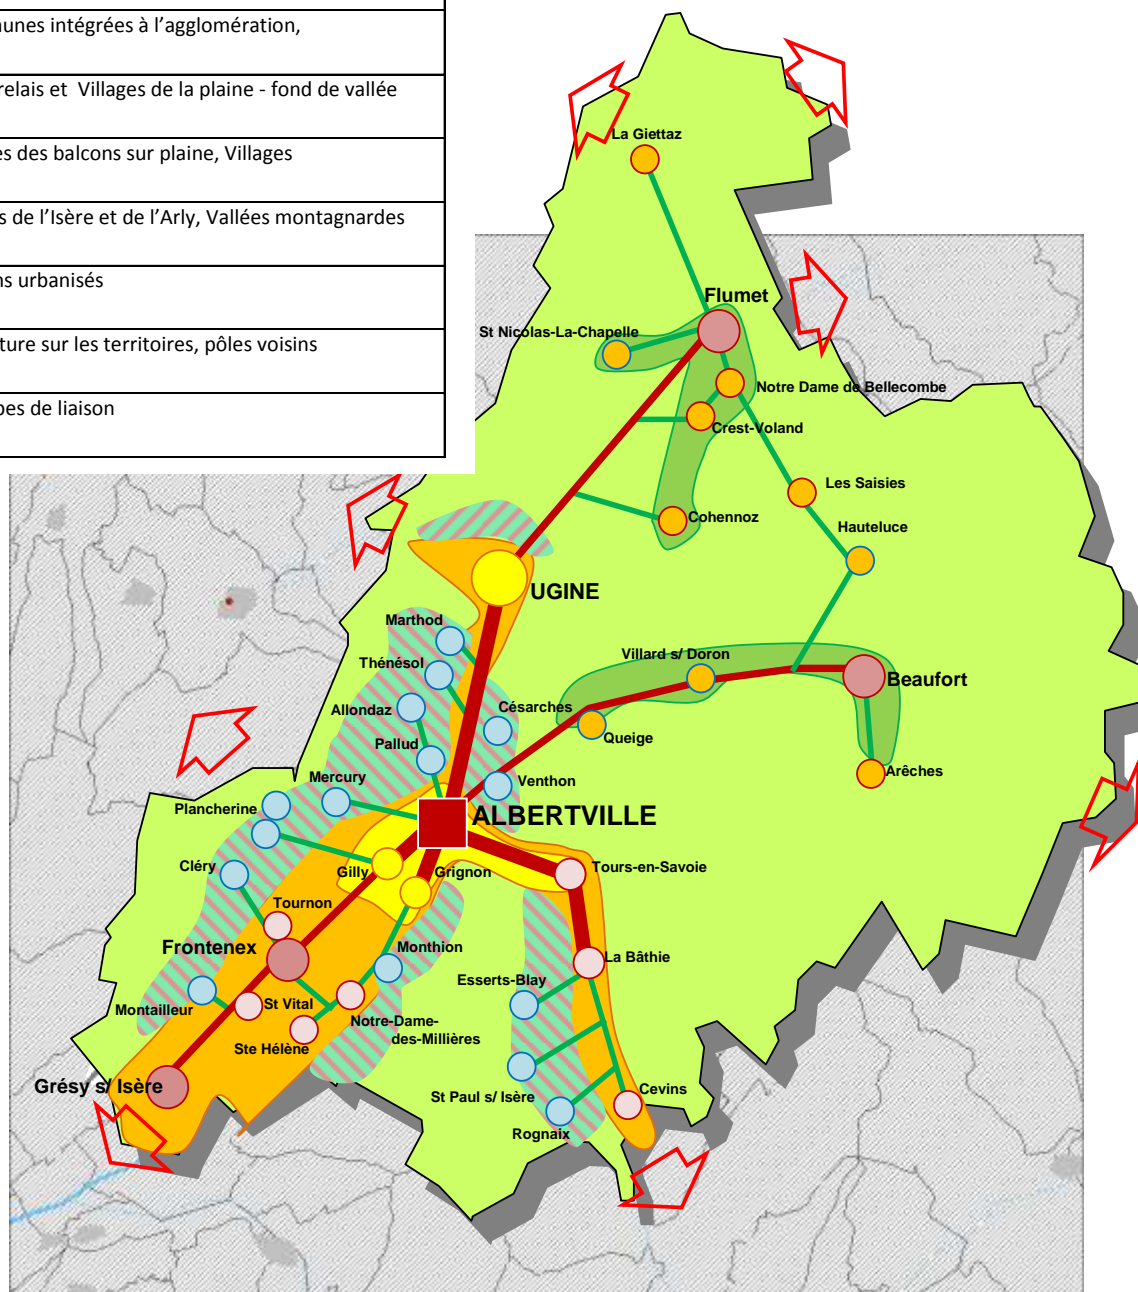 unes intégrées à l'agglomération,
relais et Villages de la plaine - fond de vallée
es des balcons sur plaine, Villages
s de l'Isère et de l'Arly, Vallées montagnardes
ns urbanisés
ture sur les territoires, pôles voisins
pes de liaison
La Giettaz
Flumet
St Nicolas-La-Chapelle
Notre Dame de Bellecombe
Crest-Voland
Les Saisies
Cohennoz
Hauteluce
UGINE
Marthod
Villard s/ Doron
Thénésol
Beaufort
Allondaz
Césarches
Queige
Pallud
Arêches
Mercury
Venthon
Plancherine
ALBERTVILLE
Cléry
Gilly
Grignon
Tours-en-Savoie
Tournon
Frontenex
Monthion
La Bâthie
Esserts-Blay
Montailleur
St Vital
Notre-Dame-
des-Millières
Ste Hélène
Grésy s/ Isère
St Paul s/ Isère
Cevins
Rognaix